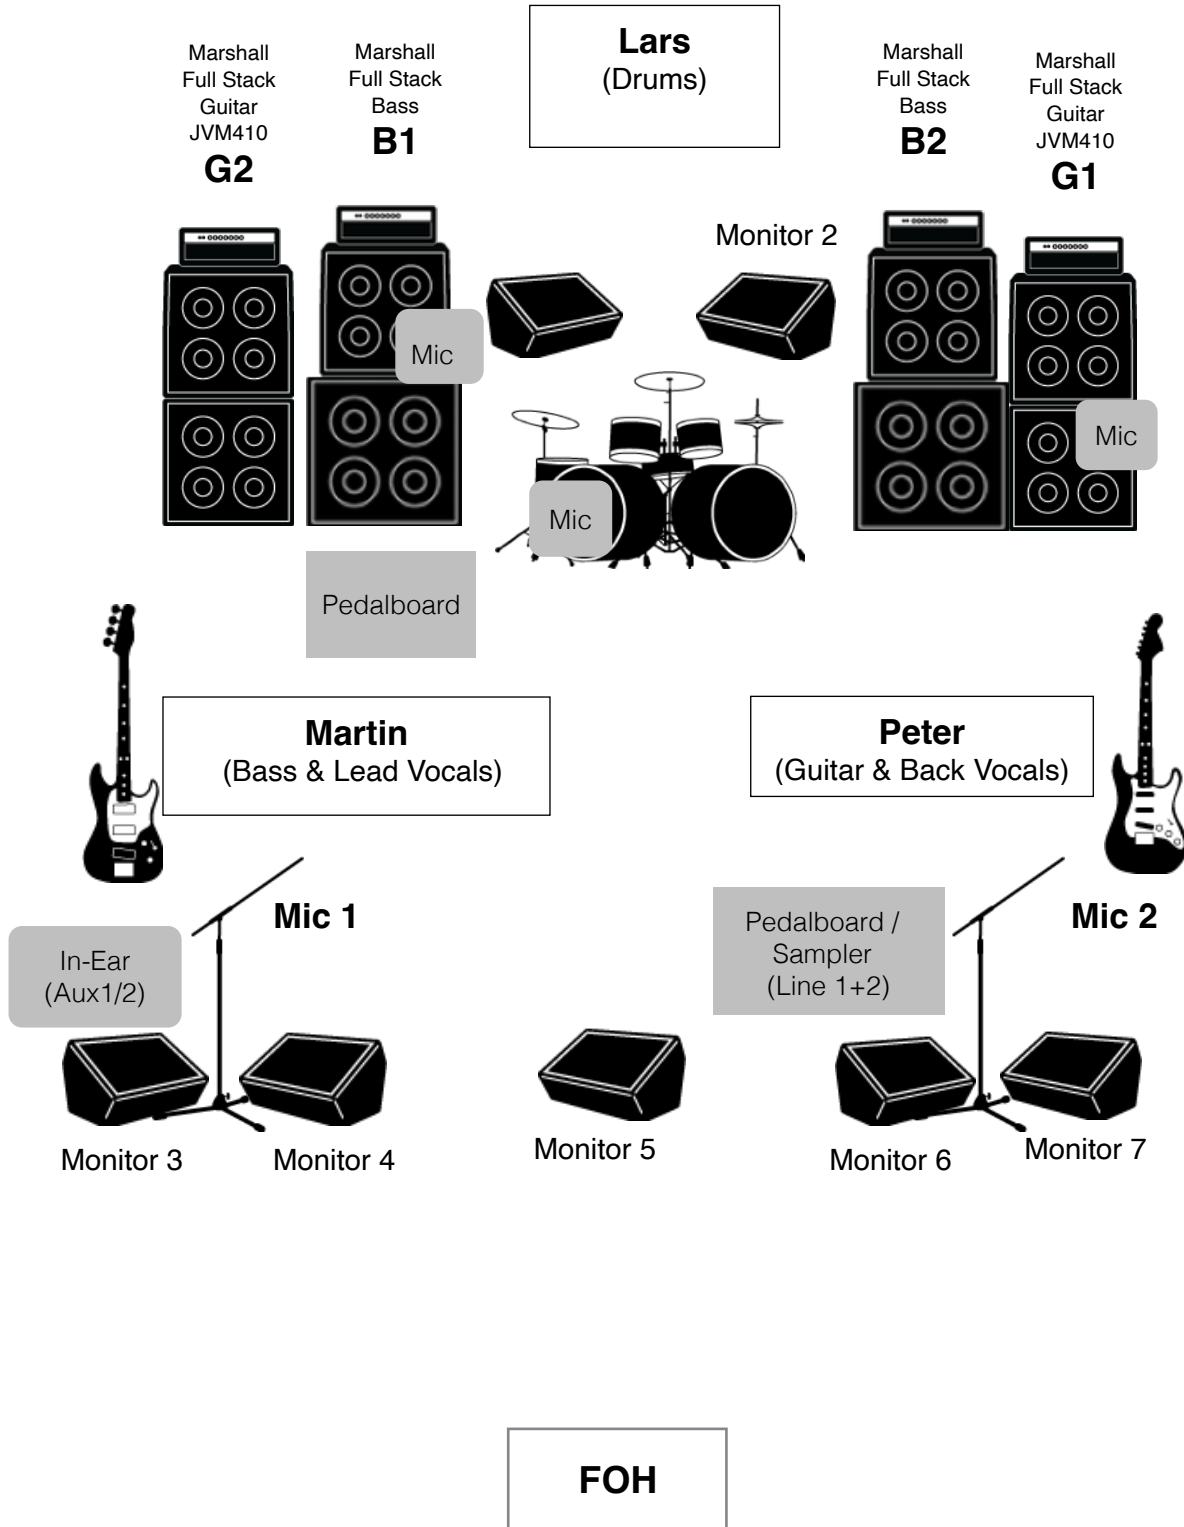 Lars
(Drums)
Marshall
Full Stack
Guitar
JVM410
G2
Marshall
Full Stack
Bass
B1
Marshall
Full Stack
Bass
B2
Marshall
Full Stack
Guitar
JVM410
G1
Monitor 2
Mic
Mic
Mic
Pedalboard
Martin
(Bass & Lead Vocals)
Peter
(Guitar & Back Vocals)
Mic 1
In-Ear
(Aux1/2)
Pedalboard /
Sampler
(Line 1+2)
Mic 2
Monitor 3
Monitor 4
Monitor 5
Monitor 6
Monitor 7
FOH